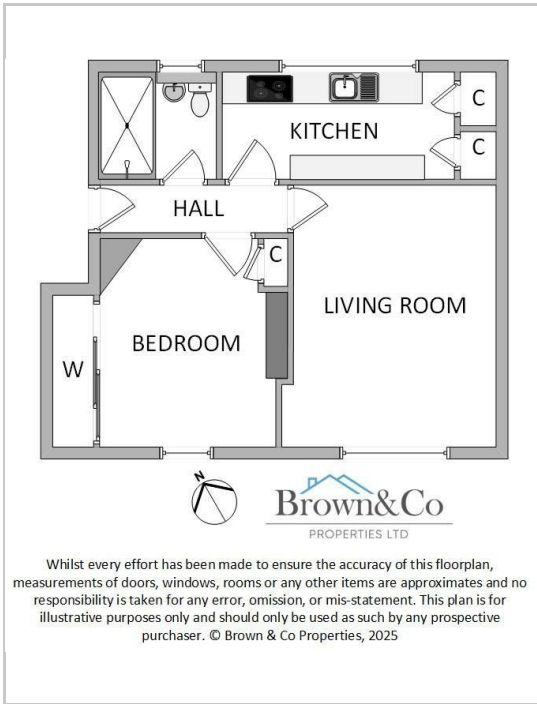 KITCHEN
C
C
HALL
C
LIVING ROOM
BEDROOM
W
N
Brown&Co
PROPERTIES LTD
Whilst every effort has been made to ensure the accuracy of this floorplan,
measurements of doors, windows, rooms or any other items are approximates and no
responsibility is taken for any error, omission, or mis-statement. This plan is for
illustrative purposes only and should only be used as such by any prospective
purchaser. © Brown & Co Properties, 2025